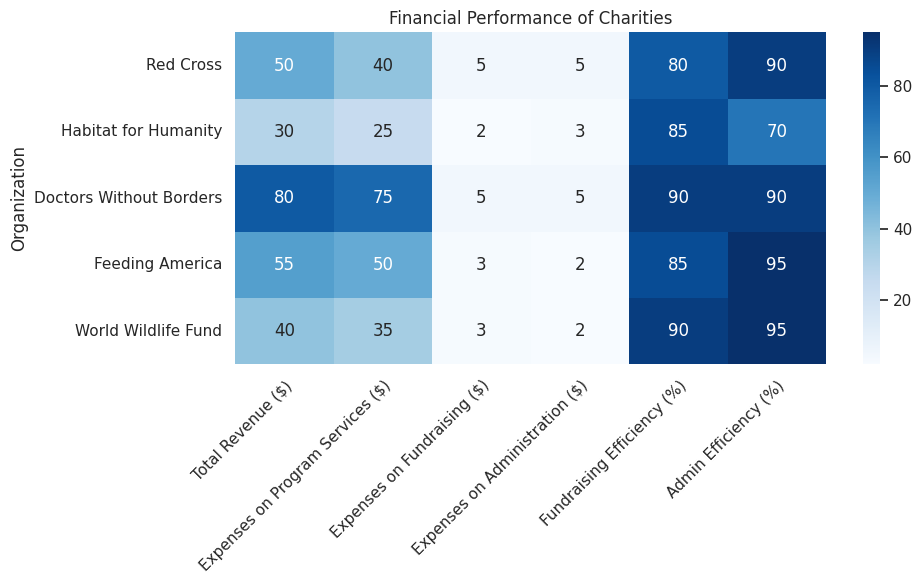 Financial Performance of Charities
Organization
Red Cross 50 40 5 5 80 90
Habitat for Humanity 30 25 2 3 85 70
Doctors Without Borders 80 75 5 5 90 90
Feeding America 55 50 3 2 85 95
World Wildlife Fund 40 35 3 2 90 95
Total Revenue ($)
Expenses on Program Services ($)
Expenses on Fundraising ($)
Expenses on Administration ($)
Fundraising Efficiency (%)
Admin Efficiency (%)
80
60
40
20